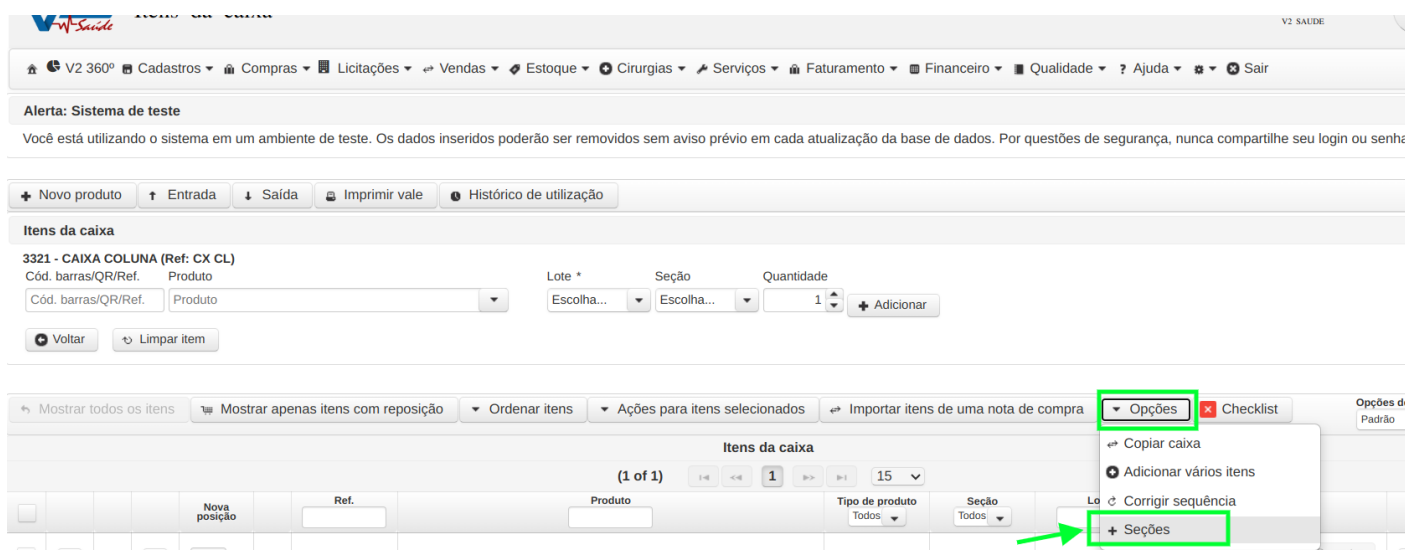 Saúde
Itens da caixa
V2 SAUDE
V2 360º Cadastros Compras Licitações Vendas Estoque Cirurgias Serviços Faturamento Financeiro Qualidade ? Ajuda Sair
Alerta: Sistema de teste
Você está utilizando o sistema em um ambiente de teste. Os dados inseridos poderão ser removidos sem aviso prévio em cada atualização da base de dados. Por questões de segurança, nunca compartilhe seu login ou senha
Novo produto Entrada Saída Imprimir vale Histórico de utilização
Itens da caixa
3321 - CAIXA COLUNA (Ref: CX CL)
Cód. barras/QR/Ref. Produto Lote * Seção Quantidade
Cód. barras/QR/Ref. Produto Escolha... Escolha... 1 Adicionar
Voltar Limpar item
Mostrar todos os itens Mostrar apenas itens com reposição Ordenar itens Ações para itens selecionados Importar itens de uma nota de compra Opções Checklist
Opções d
Padrão
Itens da caixa
Copiar caixa
(1 of 1) 1 15
Adicionar vários itens
Nova posição Ref. Produto Tipo de produto Seção Lo
Todos Todos
Corrigir sequência
+ Seções